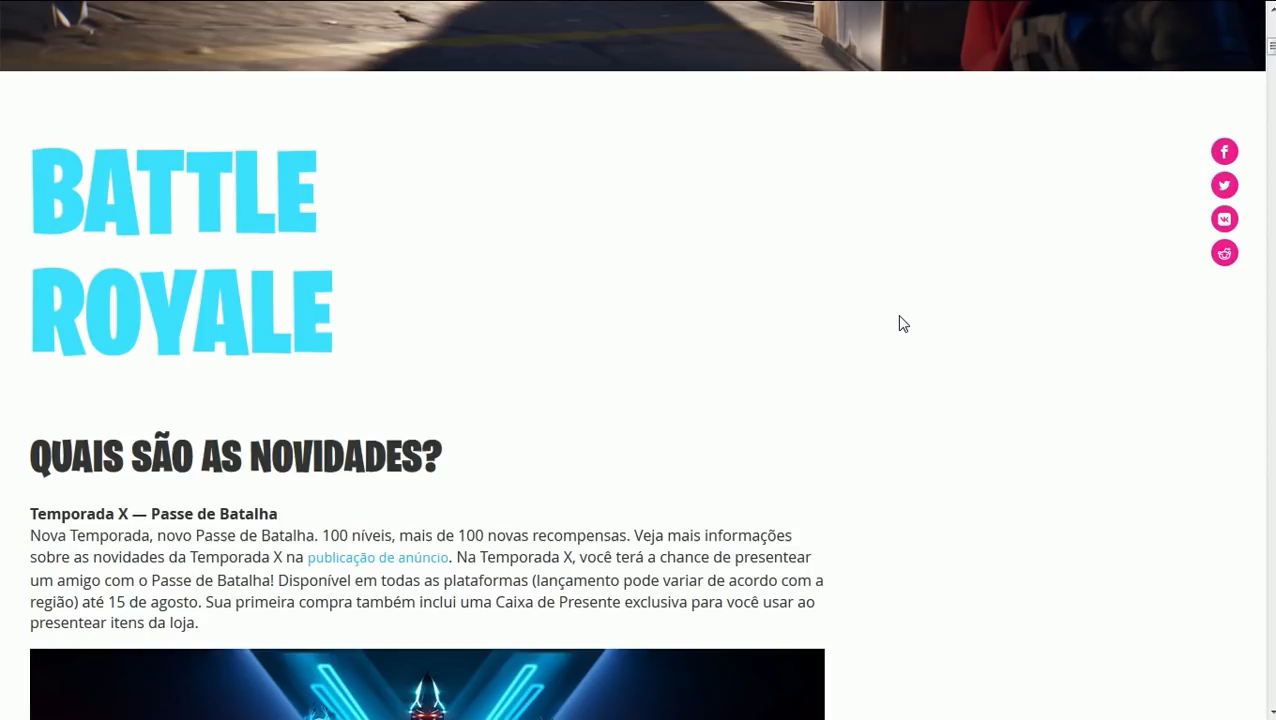 BATTLE
ROYALE
QUAIS SÃO AS NOVIDADES?
Temporada X — Passe de Batalha
Nova Temporada, novo Passe de Batalha. 100 níveis, mais de 100 novas recompensas. Veja mais informações
sobre as novidades da Temporada X na publicação de anúncio. Na Temporada X, você terá a chance de presentear
um amigo com o Passe de Batalha! Disponível em todas as plataformas (lançamento pode variar de acordo com a
região) até 15 de agosto. Sua primeira compra também inclui uma Caixa de Presente exclusiva para você usar ao
presentear itens da loja.